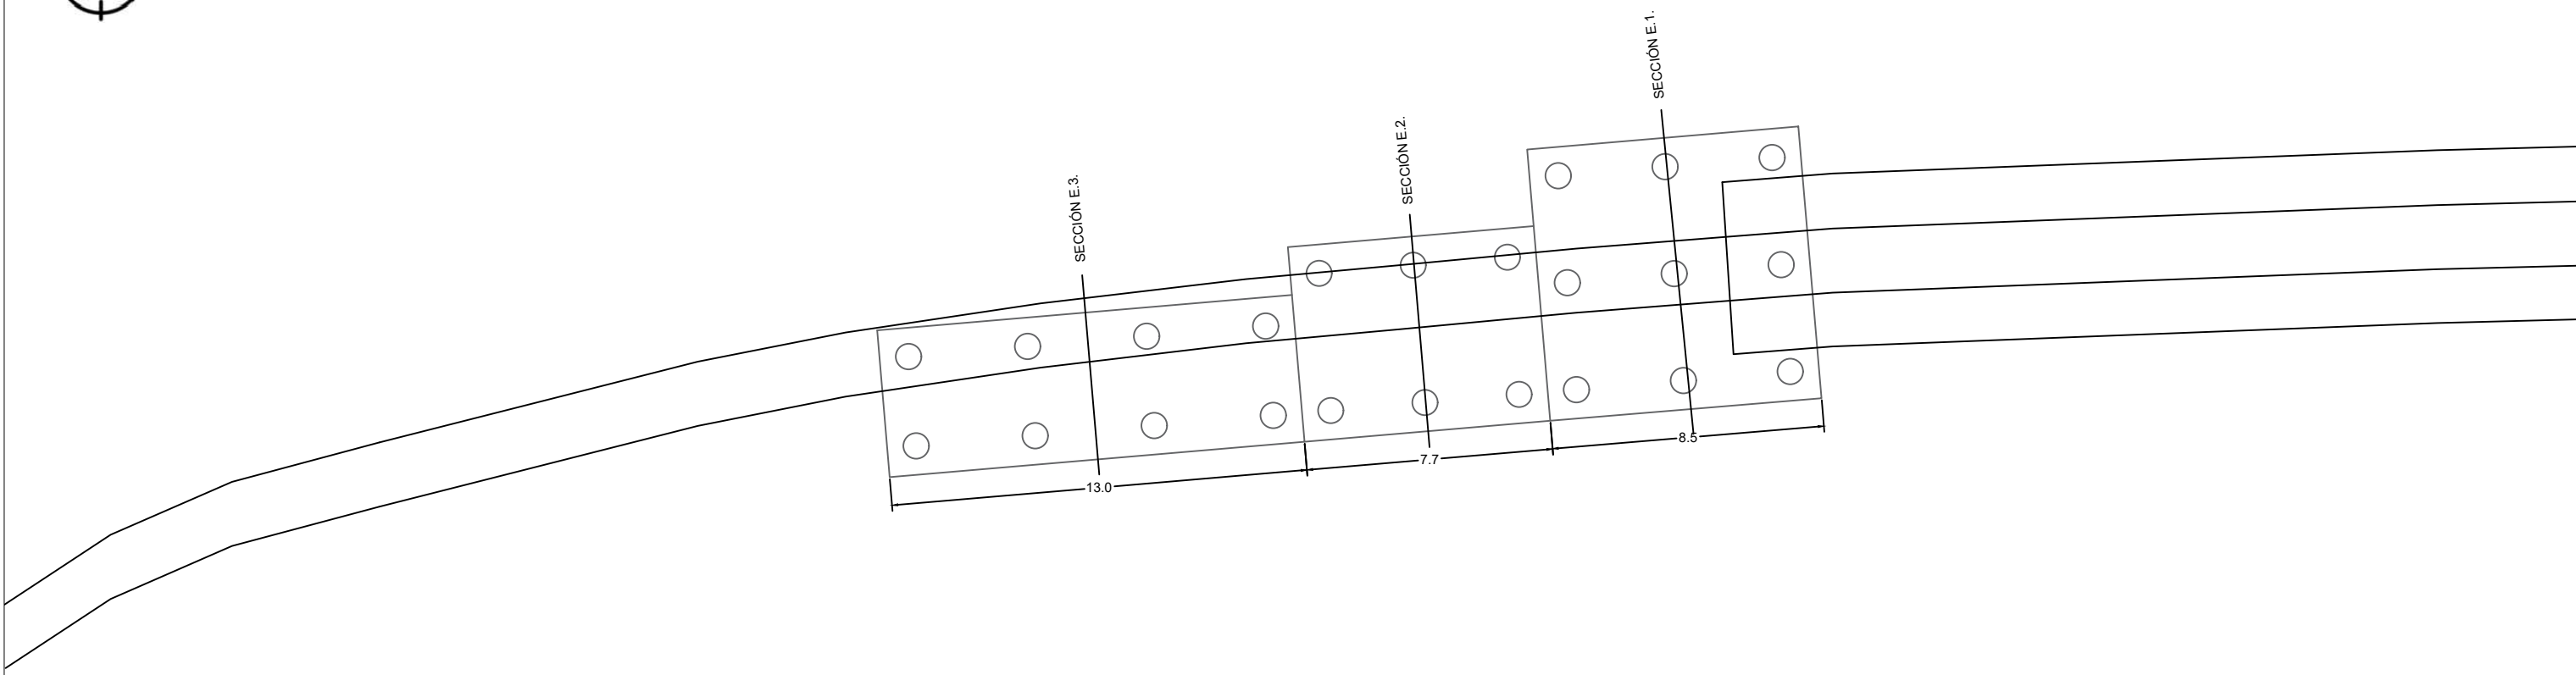 SECCIÓN E.3.
SECCIÓN E.2.
SECCIÓN E.1.
13.0
7.7
8.5